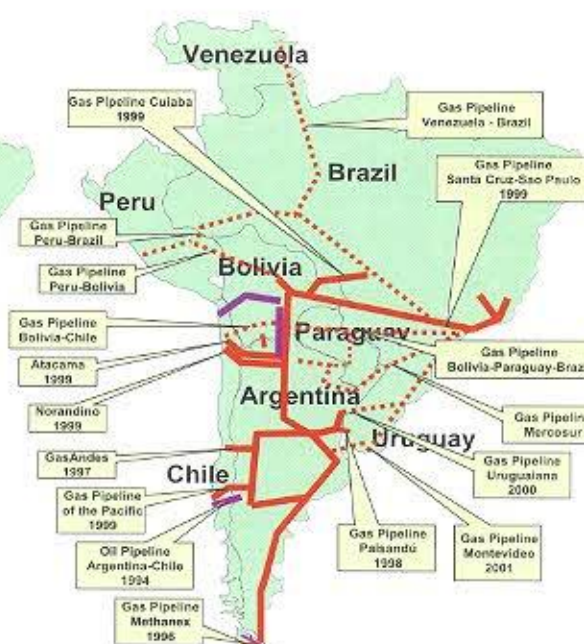 Venezuela
Gas Pipeline Cuiaba
1999
Gas Pipeline
Venezuela - Brazil
Brazil
Gas Pipeline
Santa Cruz-Sao Paulo
1999
Peru
Gas Pipeline
Peru-Brazil
Gas Pipeline
Peru-Bolivia
Bolivia
Gas Pipeline
Bolivia-Chile
Paraguay
Gas Pipeline
Bolivia-Paraguay-Braz
Atacama
1999
Argentina
Norandino
1999
Gas Pipelin
Mercosur
Uruguay
GasAndes
1997
Chile
Gas Pipeline
Uruguaiana
2000
Gas Pipeline
of the Pacific
1999
Oil Pipeline
Argentina-Chile
1994
Gas Pipeline
Paisandú
1998
Gas Pipeline
Montevideo
2001
Gas Pipeline
Methanex
1996